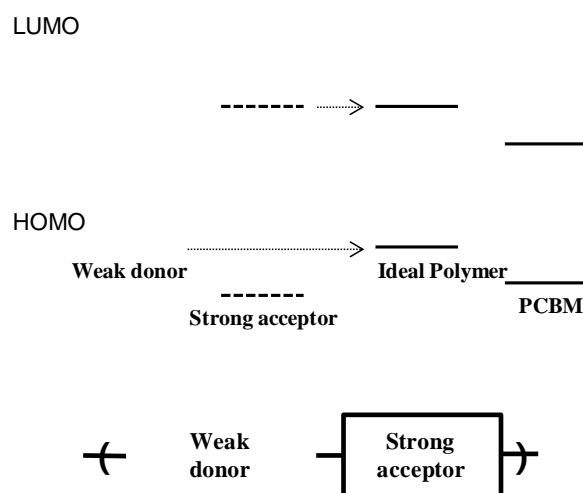 LUMO
HOMO
Weak donor
Ideal Polymer
Strong acceptor
PCBM
( Weak donor
Strong acceptor )